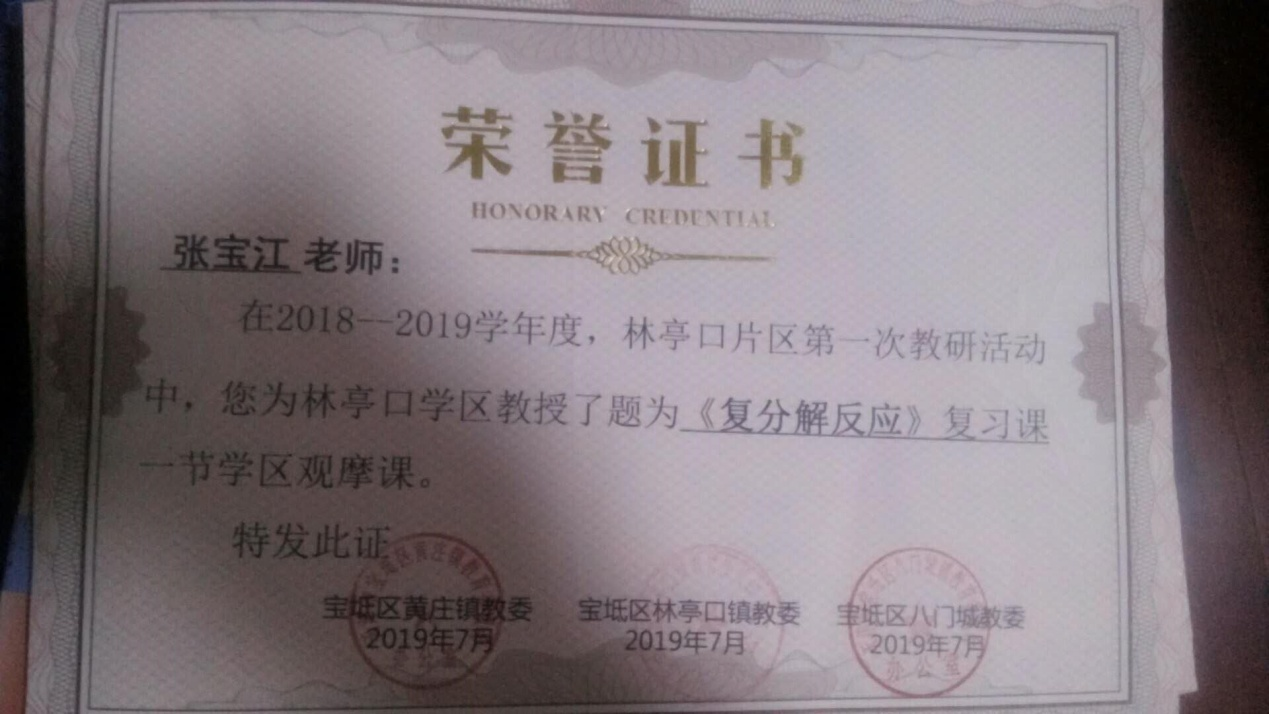 荣誉证书
HONORARY CREDENTIAL
张宝江 老师：
在2018—2019学年度，林亭口片区第一次教研活动
中，您为林亭口学区教授了题为《复分解反应》复习课
一节学区观摩课。
特发此证
宝坻区黄庄镇教委 宝坻区林亭口镇教委 宝坻区八门城教委
2019年7月 2019年7月 2019年7月
办公室